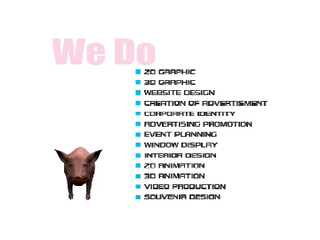 We Do
2D GRAPHIC
3D GRAPHIC
WEBSITE DESIGN
CREATION OF ADVERTISMENT
CORPORATE IDENTITY
ADVERTISING PROMOTION
EVENT PLANNING
WINDOW DISPLAY
INTERIOR DESIGN
2D ANIMATION
3D ANIMATION
VIDEO PRODUCTION
SOUVENIR DESIGN